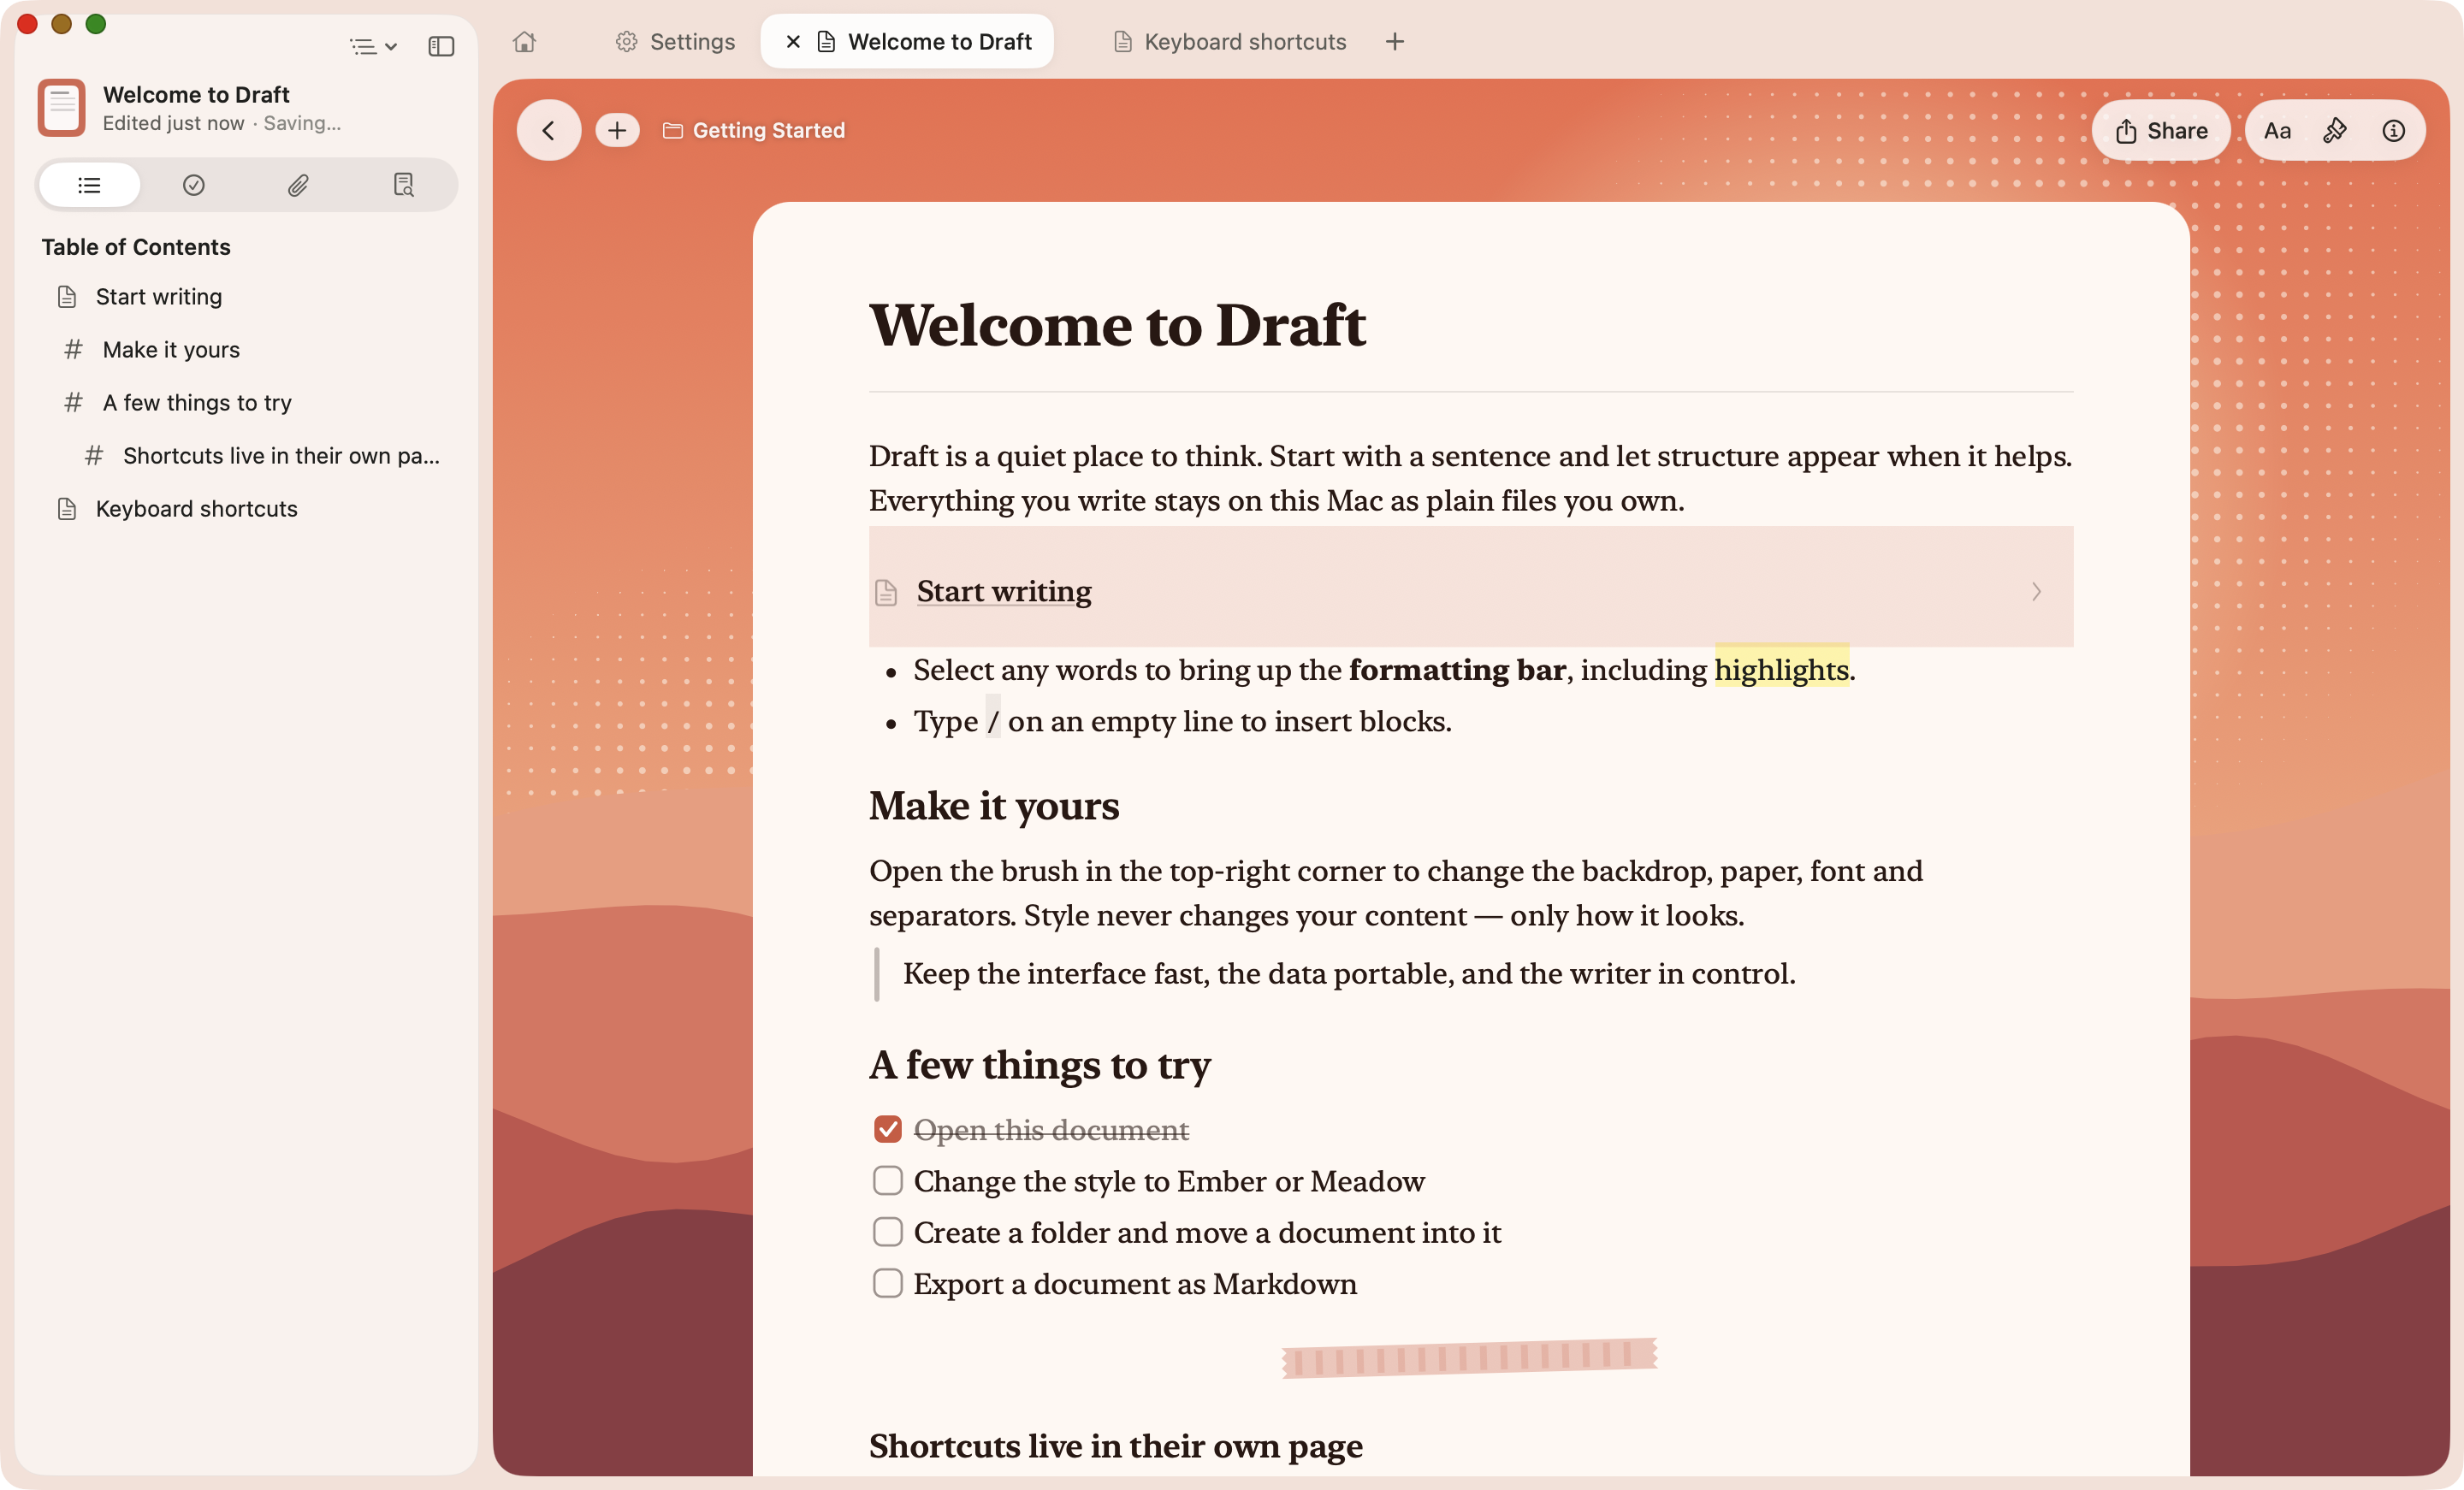 Settings
Welcome to Draft
Keyboard shortcuts
Welcome to Draft
Edited just now · Saving...
Table of Contents
Start writing
# Make it yours
# A few things to try
# Shortcuts live in their own pa...
Keyboard shortcuts
Getting Started
Share
Aa
Welcome to Draft
Draft is a quiet place to think. Start with a sentence and let structure appear when it helps.
Everything you write stays on this Mac as plain files you own.
Start writing
• Select any words to bring up the formatting bar, including highlights.
• Type / on an empty line to insert blocks.
Make it yours
Open the brush in the top-right corner to change the backdrop, paper, font and
separators. Style never changes your content — only how it looks.
Keep the interface fast, the data portable, and the writer in control.
A few things to try
Open this document
Change the style to Ember or Meadow
Create a folder and move a document into it
Export a document as Markdown
Shortcuts live in their own page